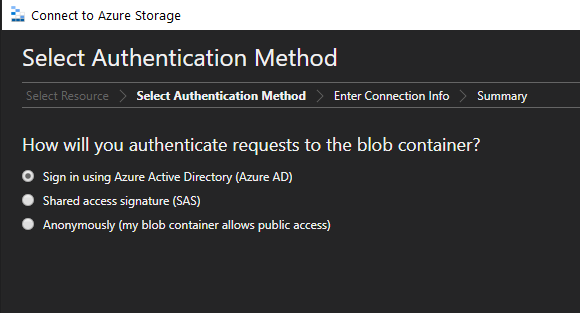 Connect to Azure Storage
Select Authentication Method
Select Resource > Select Authentication Method > Enter Connection Info > Summary
How will you authenticate requests to the blob container?
Sign in using Azure Active Directory (Azure AD)
Shared access signature (SAS)
Anonymously (my blob container allows public access)